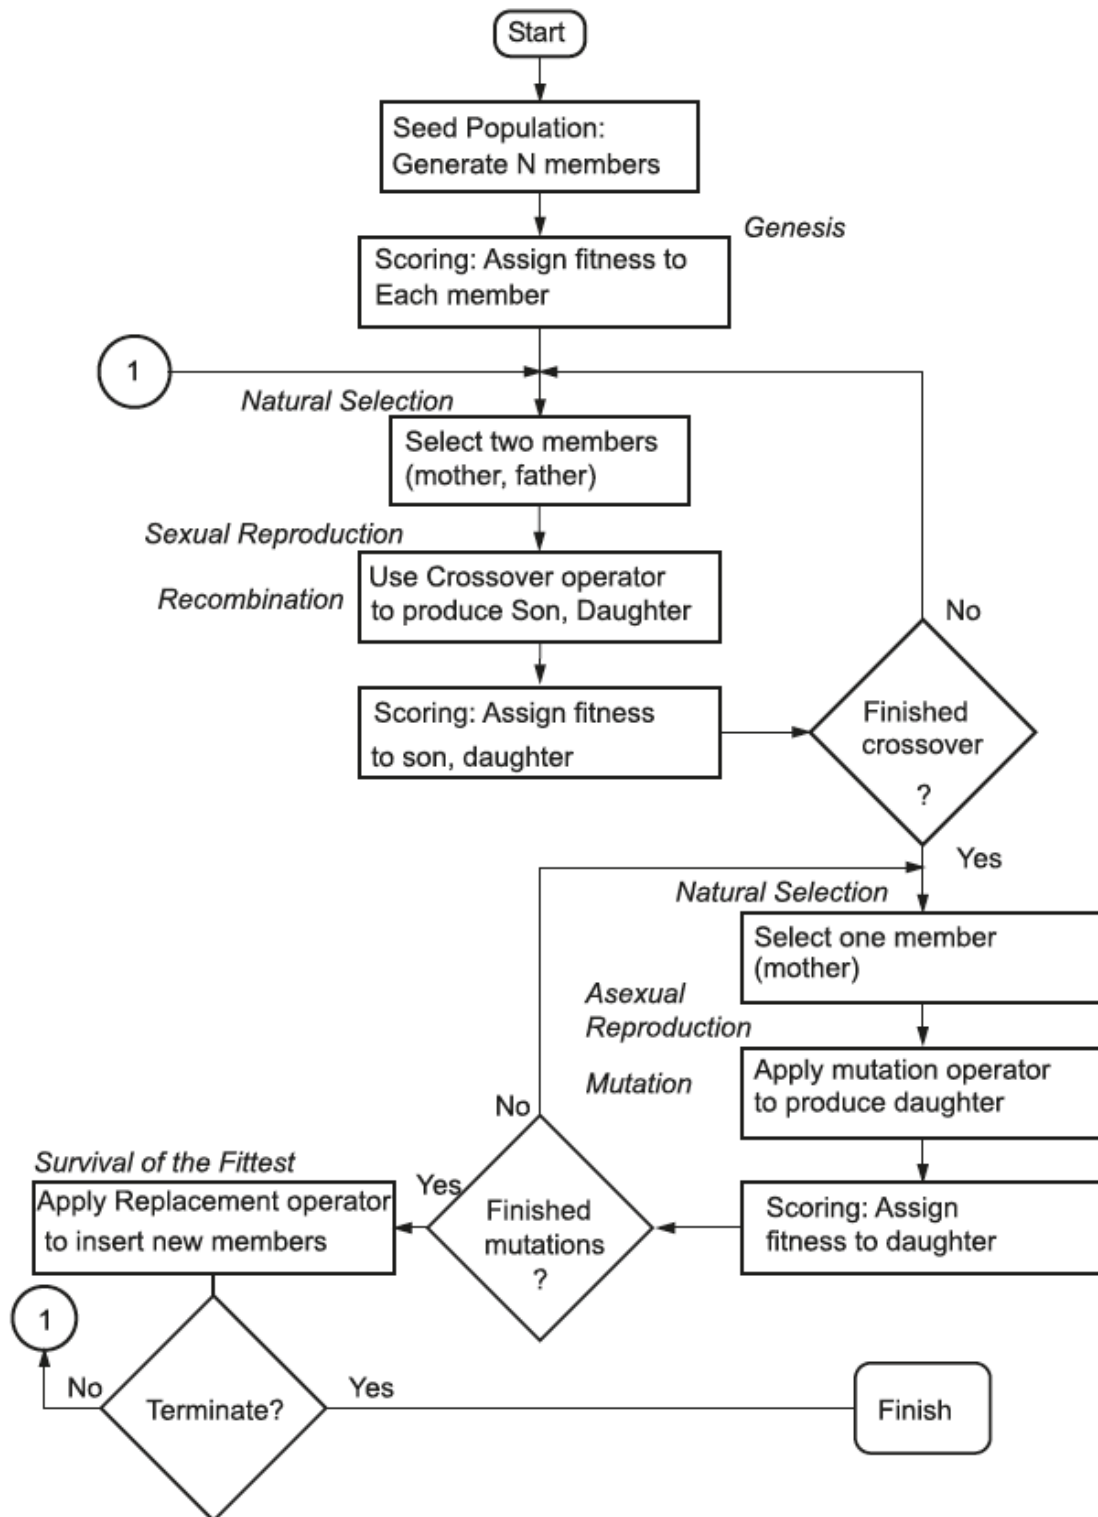 Start
Seed Population:
Generate N members
Genesis
Scoring: Assign fitness to
Each member
1
Natural Selection
Select two members
(mother, father)
Sexual Reproduction
Recombination
Use Crossover operator
to produce Son, Daughter
Scoring: Assign fitness
to son, daughter
No
Finished
crossover
?
Yes
Natural Selection
Select one member
(mother)
Asexual
Reproduction
Mutation
Apply mutation operator
to produce daughter
Scoring: Assign
fitness to daughter
No
Finished
mutations
?
Yes
Survival of the Fittest
Apply Replacement operator
to insert new members
1
No
Terminate?
Yes
Finish